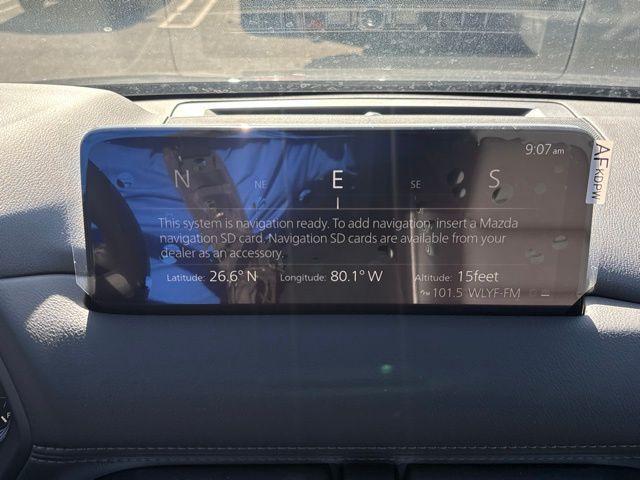 9:07 am
N NE E SE S
AF KDPW
This system is navigation ready. To add navigation, insert a Mazda
navigation SD card. Navigation SD cards are available from your
dealer as an accessory.
Latitude: 26.6° N Longitude: 80.1° W Altitude: 15feet
101.5 WLYF-FM